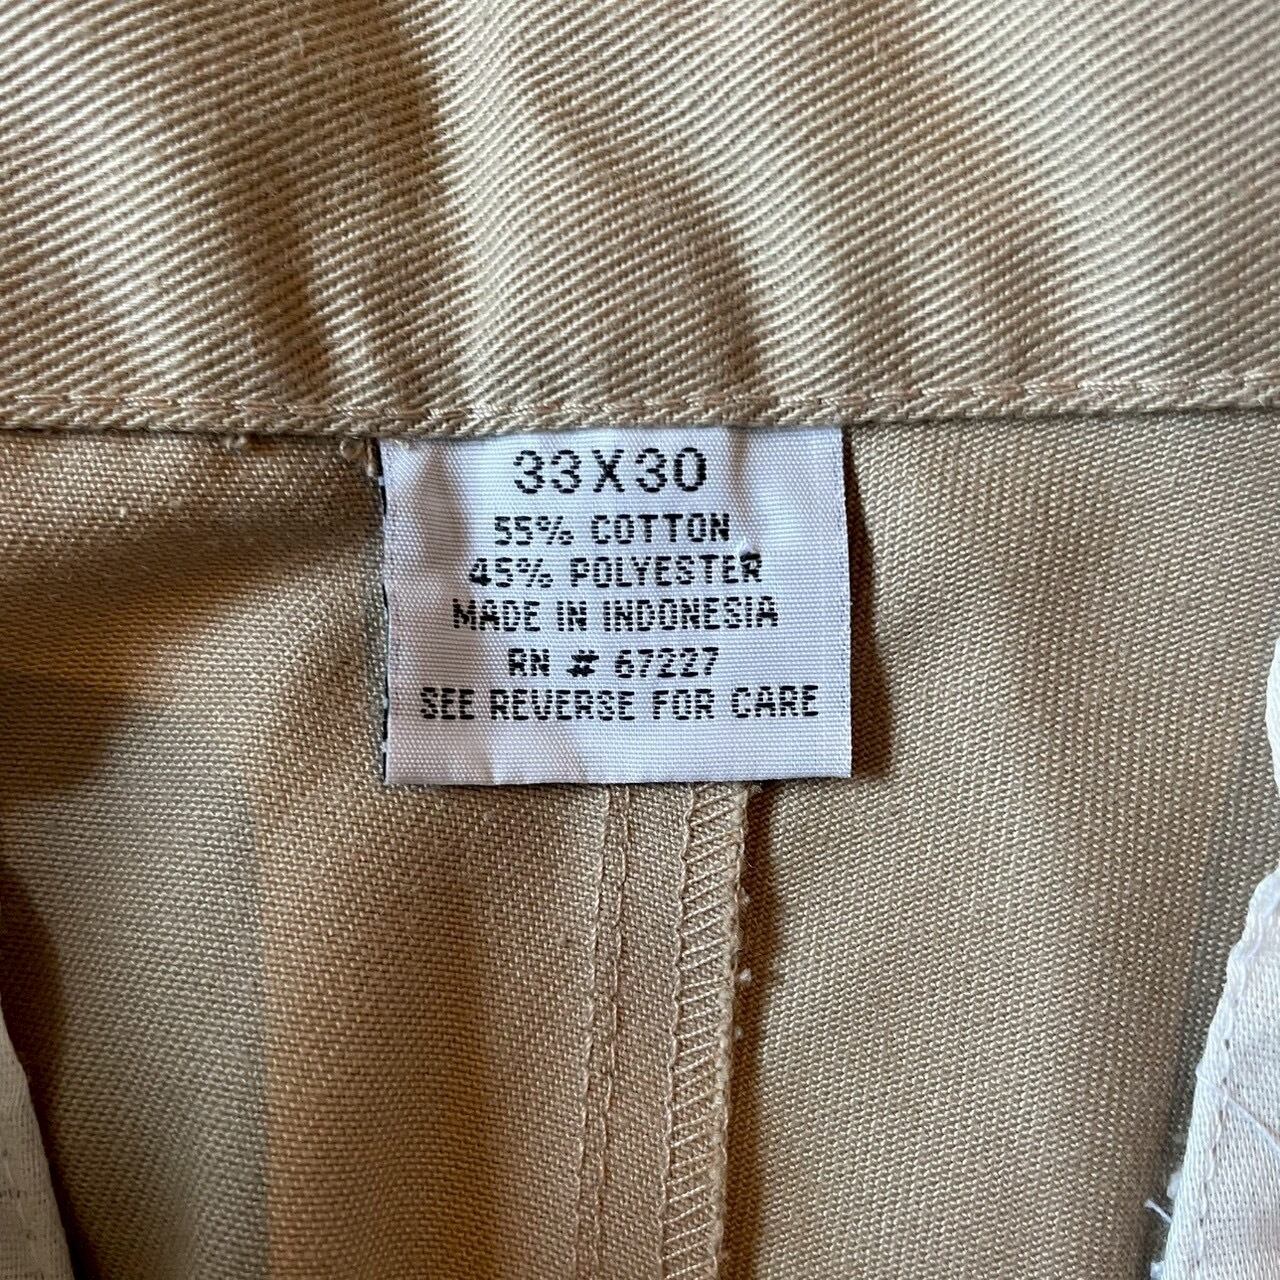 33X30
55% COTTON
45% POLYESTER
MADE IN INDONESIA
RN # 67227
SEE REVERSE FOR CARE